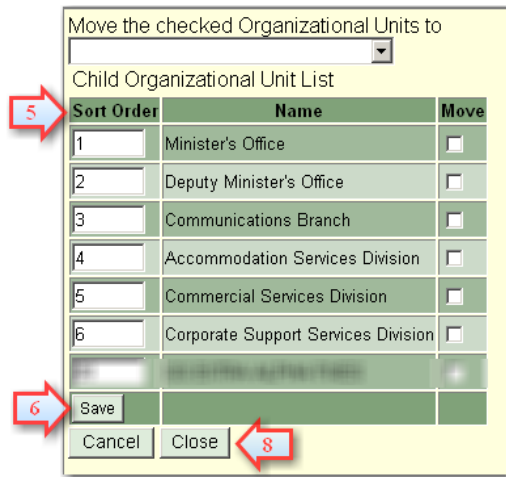 Move the checked Organizational Units to
Child Organizational Unit List
5 Sort Order Name Move
1 Minister's Office
2 Deputy Minister's Office
3 Communications Branch
4 Accommodation Services Division
5 Commercial Services Division
6 Corporate Support Services Division
6 Save
Cancel Close 8